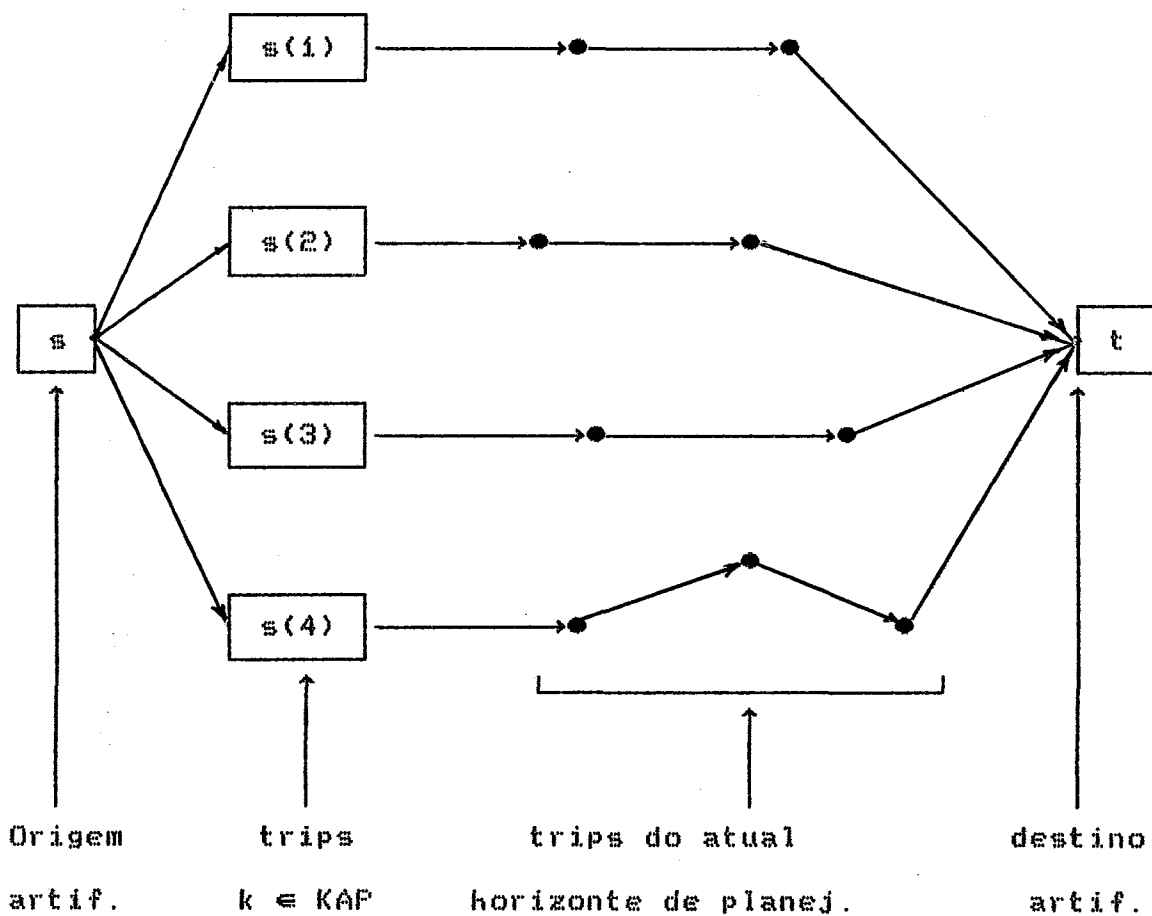 s(1)
s(2)
s
t
s(3)
s(4)
Origem trips trips do atual destino
artif. k ∈ KAP horizonte de planej. artif.